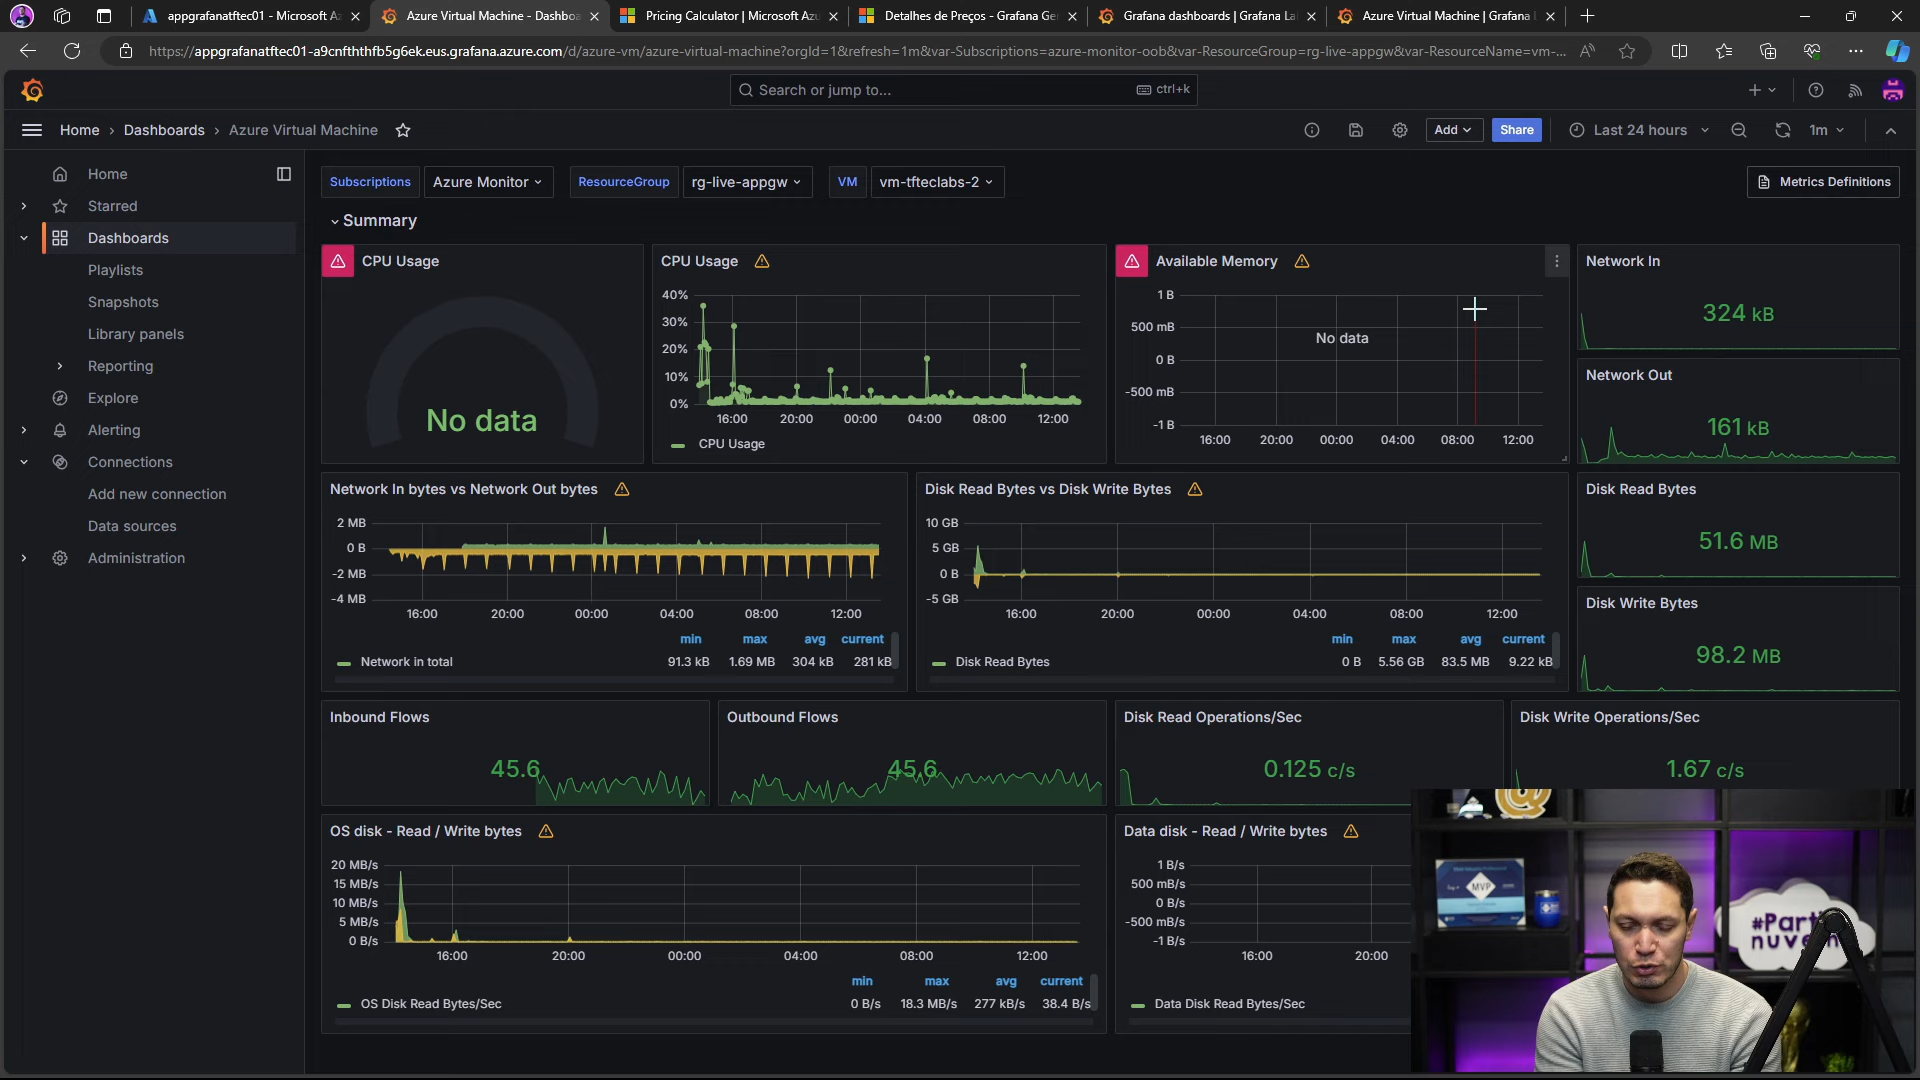 appgrafanatftec01 - Microsoft Az
Azure Virtual Machine - Dashboa
Pricing Calculator | Microsoft Azu
Detalhes de Preços - Grafana Ger
Grafana dashboards | Grafana La
Azure Virtual Machine | Grafana
https://appgrafanatftec01-a9cnfththfb5g6ek.eus.grafana.azure.com/d/azure-vm/azure-virtual-machine?orgId=1&refresh=1m&var-Subscriptions=azure-monitor-oob&var-ResourceGroup=rg-live-appgw&var-ResourceName=vm-...
Search or jump to...
ctrl+k
Home › Dashboards › Azure Virtual Machine
Add
Share
Last 24 hours
1m
Home
Starred
Dashboards
Playlists
Snapshots
Library panels
Reporting
Explore
Alerting
Connections
Add new connection
Data sources
Administration
Subscriptions
Azure Monitor
ResourceGroup
rg-live-appgw
VM
vm-tfteclabs-2
Metrics Definitions
Summary
CPU Usage
No data
CPU Usage
40%
30%
20%
10%
0%
16:00 20:00 00:00 04:00 08:00 12:00
CPU Usage
Available Memory
1 B
500 mB
0 B
-500 mB
-1 B
No data
16:00 20:00 00:00 04:00 08:00 12:00
Network In
324 kB
Network Out
161 kB
Network In bytes vs Network Out bytes
2 MB
0 B
-2 MB
-4 MB
16:00 20:00 00:00 04:00 08:00 12:00
min max avg current
Network in total 91.3 kB 1.69 MB 304 kB 281 kB
Disk Read Bytes vs Disk Write Bytes
10 GB
5 GB
0 B
-5 GB
16:00 20:00 00:00 04:00 08:00 12:00
min max avg current
Disk Read Bytes 0 B 5.56 GB 83.5 MB 9.22 kB
Disk Read Bytes
51.6 MB
Disk Write Bytes
98.2 MB
Inbound Flows
45.6
Outbound Flows
45.6
Disk Read Operations/Sec
0.125 c/s
Disk Write Operations/Sec
1.67 c/s
OS disk - Read / Write bytes
20 MB/s
15 MB/s
10 MB/s
5 MB/s
0 B/s
16:00 20:00 00:00 04:00 08:00 12:00
min max avg current
OS Disk Read Bytes/Sec 0 B/s 18.3 MB/s 277 kB/s 38.4 B/s
Data disk - Read / Write bytes
1 B/s
500 mB/s
0 B/s
-500 mB/s
-1 B/s
16:00 20:00
Data Disk Read Bytes/Sec
MVP
#Parti
nuvem